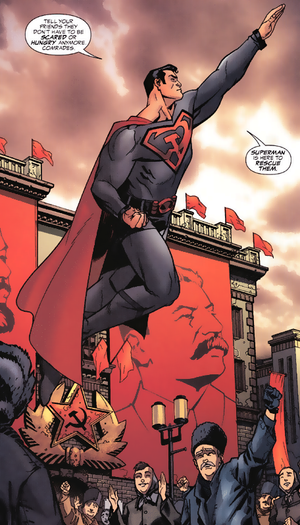 TELL YOUR
FRIENDS THEY
DON'T HAVE TO BE
SCARED OR
HUNGRY ANYMORE,
COMRADES.
SUPERMAN
IS HERE TO
RESCUE
THEM.